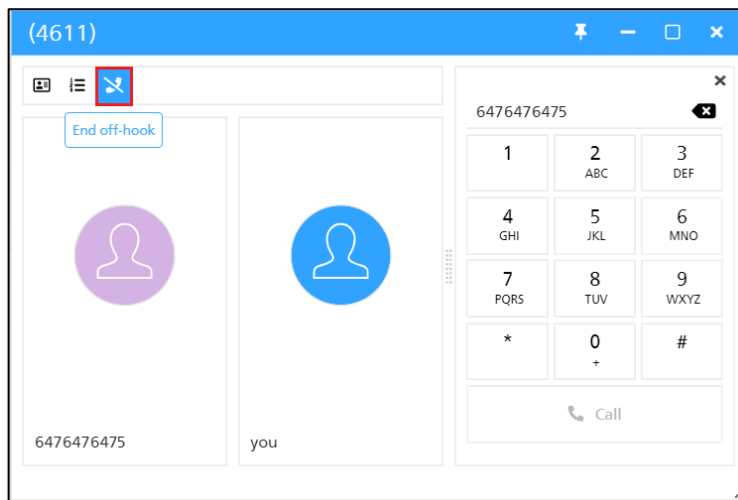 (4611)
End off-hook
6476476475
you
6476476475
1
2
ABC
3
DEF
4
GHI
5
JKL
6
MNO
7
PQRS
8
TUV
9
WXYZ
*
0
+
#
Call